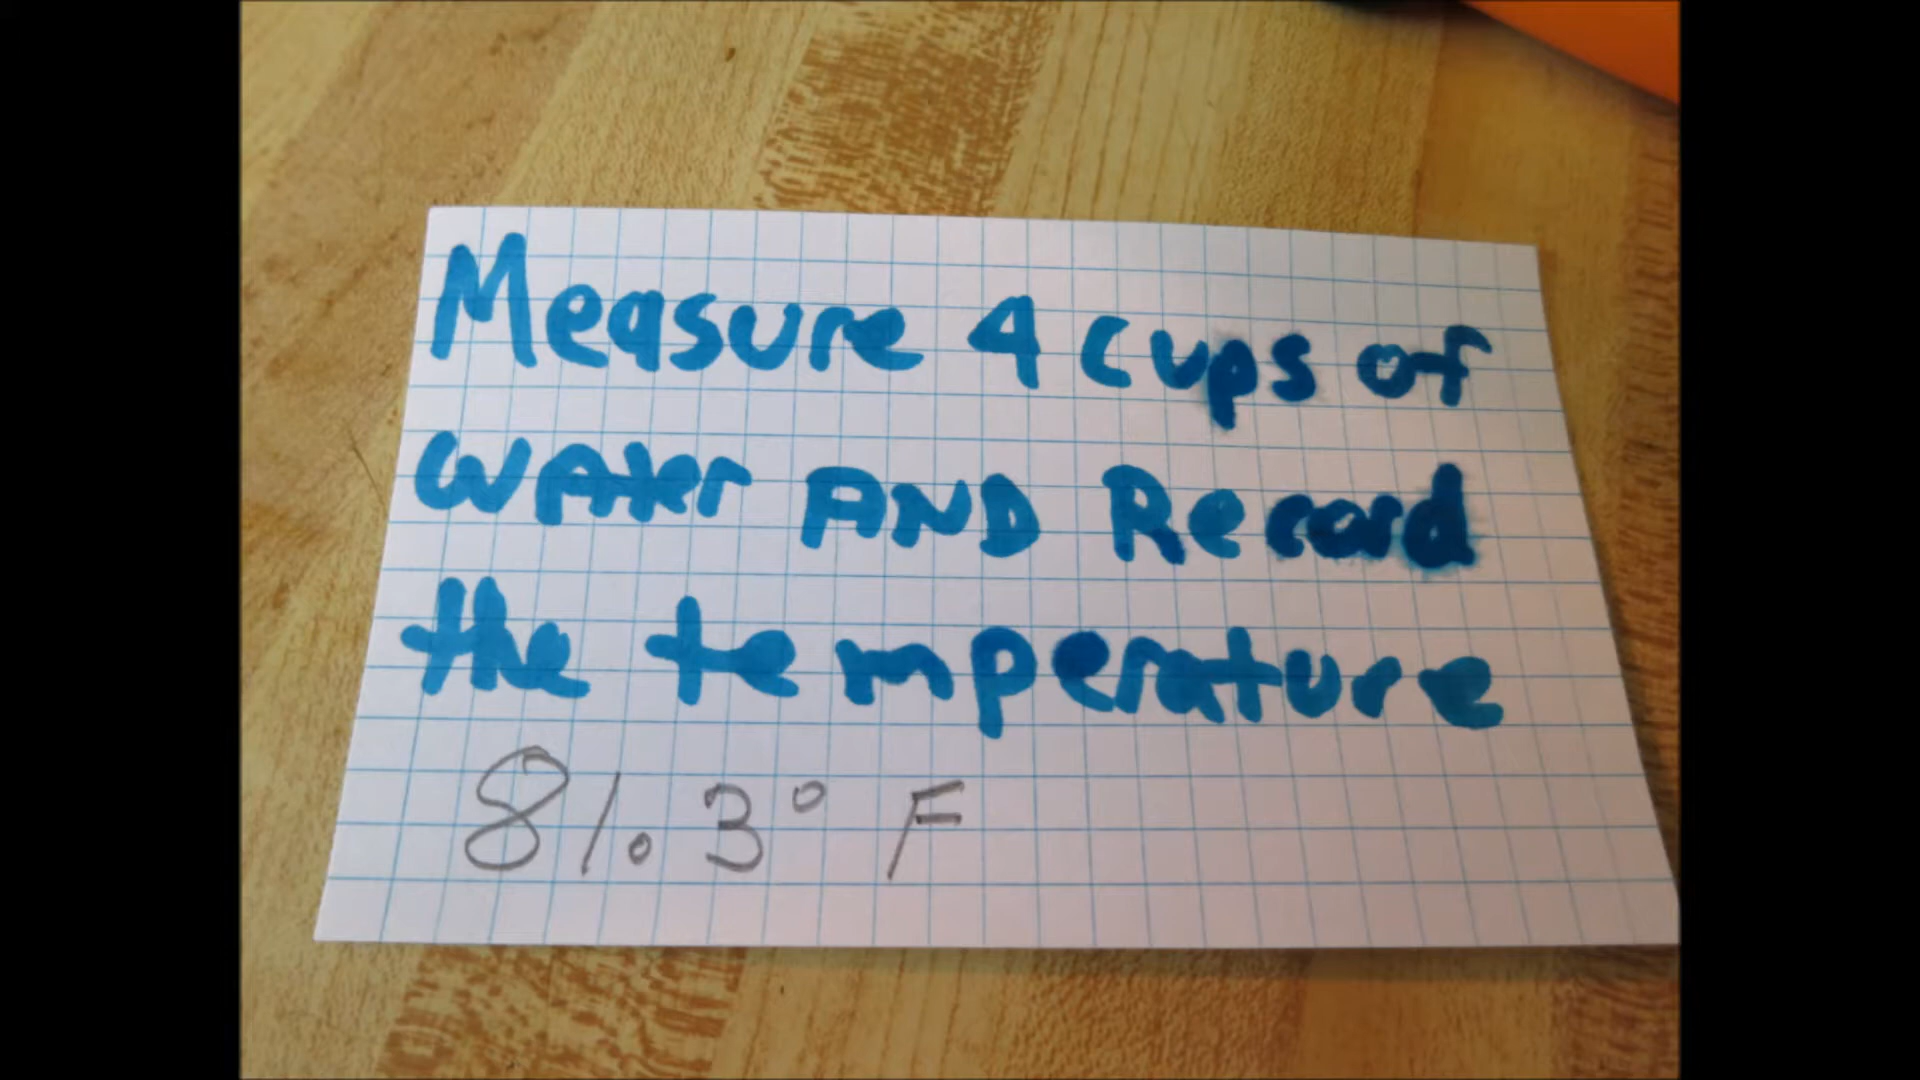 Measure 4 cups of
WAter AND Record
the temperature
81.3° F